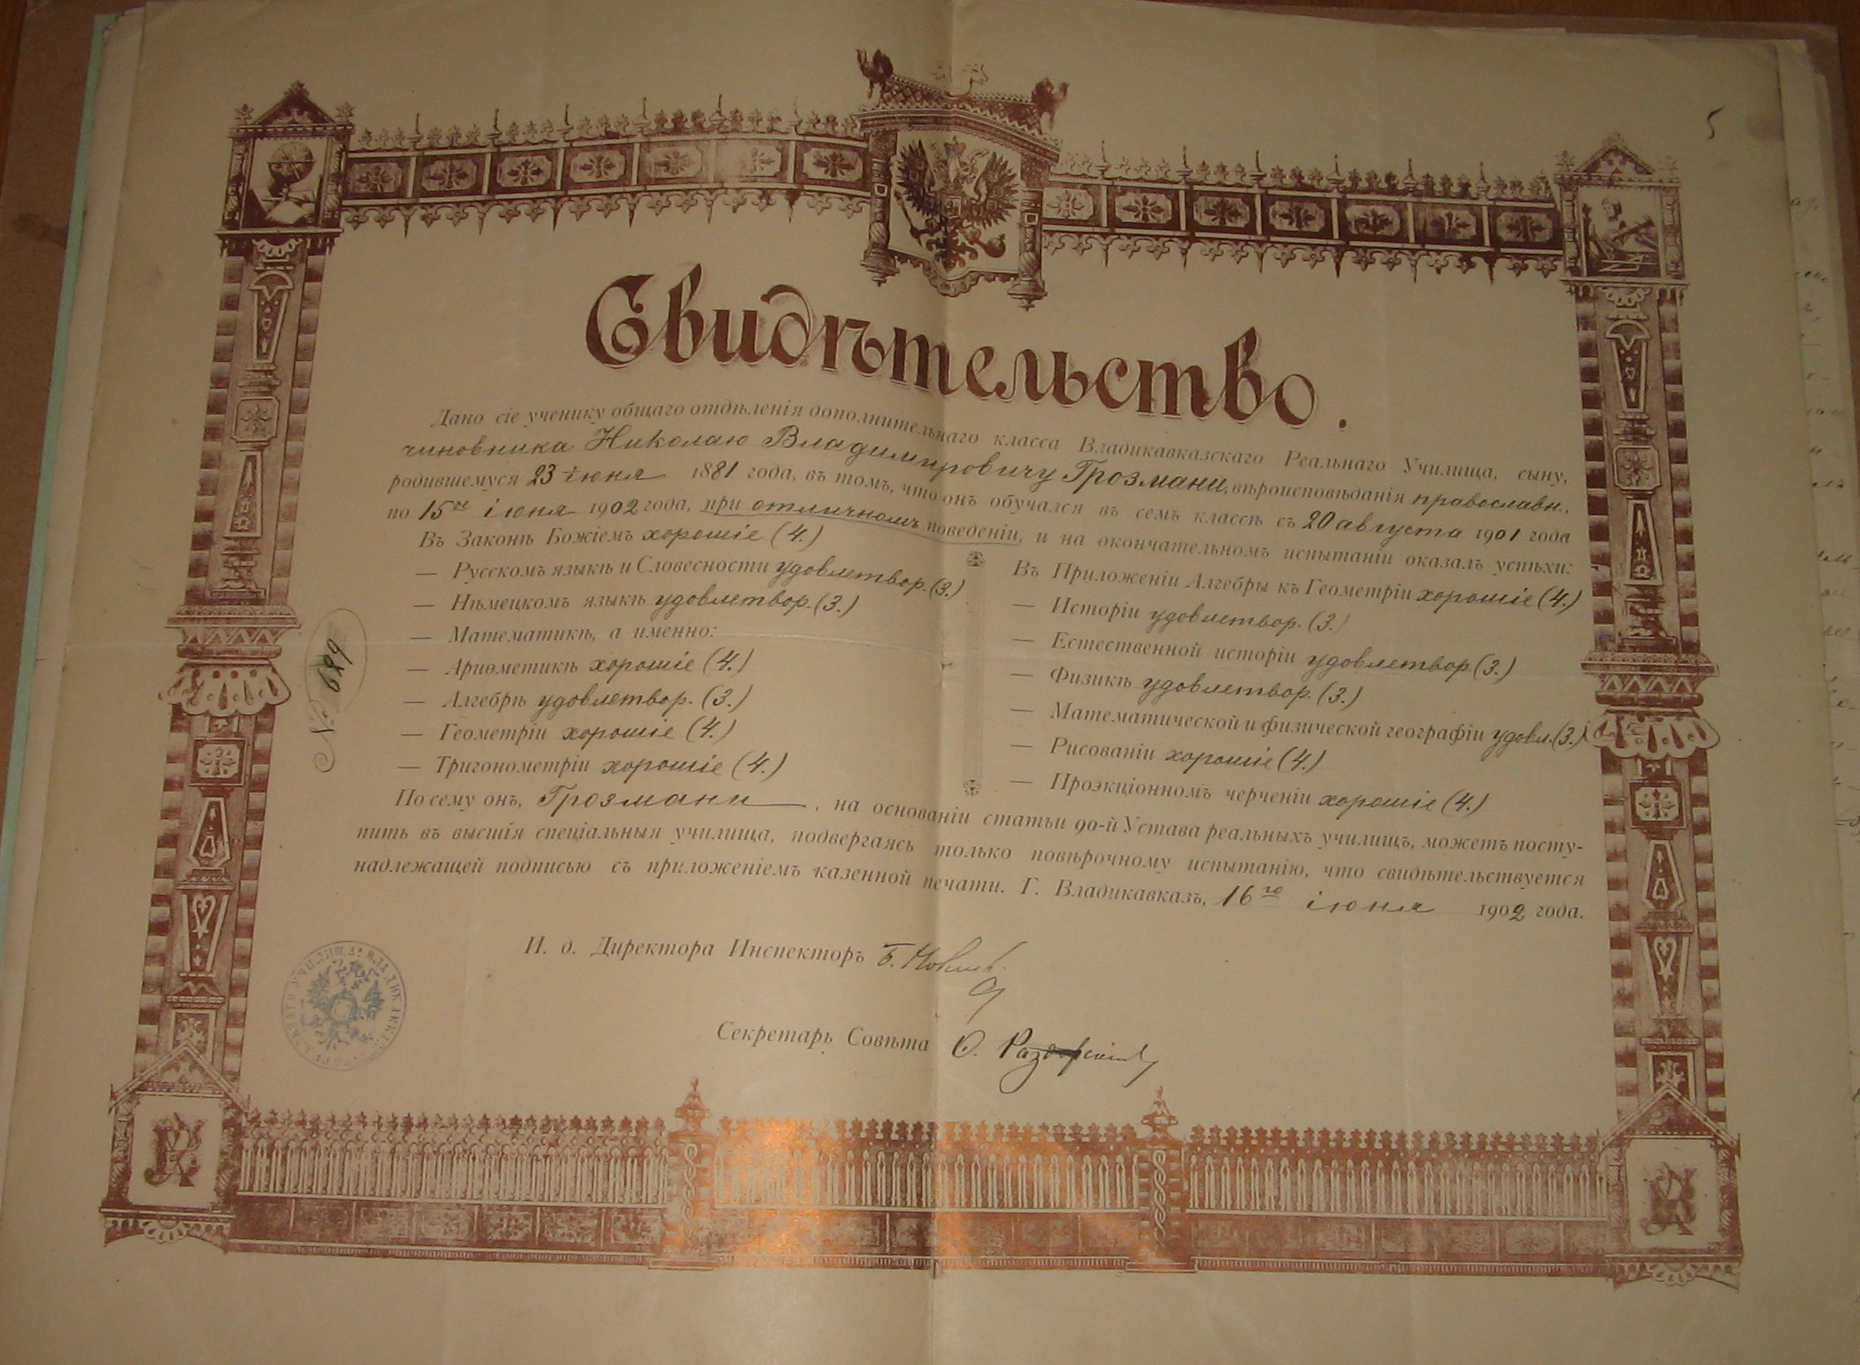 5
Свидѣтельство.
Дано сіе ученику общаго отдѣленія дополнительнаго класса Владикавказскаго Реальнаго Училища, сыну,
чиновника Николаю Владимировичу Грозмани, вѣроисповѣданія православн.
родившемуся 23 іюня 1881 года, въ томъ, что онъ обучался въ семъ классѣ съ 20 августа 1901 года
по 15го іюня 1902 года, при отличномъ поведеніи, и на окончательномъ испытаніи оказалъ успѣхи:
Въ Законѣ Божіемъ хорошіе (4.)
— Русскомъ языкѣ и Словесности удовлетвор. (3.)
— Нѣмецкомъ языкѣ удовлетвор. (3.)
— Математикѣ, а именно:
— Ариѳметикѣ хорошіе (4.)
— Алгебрѣ удовлетвор. (3.)
— Геометріи хорошіе (4.)
— Тригонометріи хорошіе (4.)
Въ Приложеніи Алгебры къ Геометріи хорошіе (4.)
— Исторіи удовлетвор. (3.)
— Естественной исторіи удовлетвор (3.)
— Физикѣ удовлетвор. (3.)
— Математической и физической географіи удовл. (3.)
— Рисованіи хорошіе (4.)
— Проэкціонномъ черченіи хорошіе (4.)
№ 689
По сему онъ, Грозмани, на основаніи статьи 90-й Устава реальныхъ училищъ, можетъ посту-
пить въ высшія спеціальныя училища, подвергаясь только повѣрочному испытанію, что свидѣтельствуется
надлежащей подписью съ приложеніемъ казенной печати. Г. Владикавказъ, 16го іюня 1902 года.
И. д. Директора Инспекторъ
Секретарь Совѣта